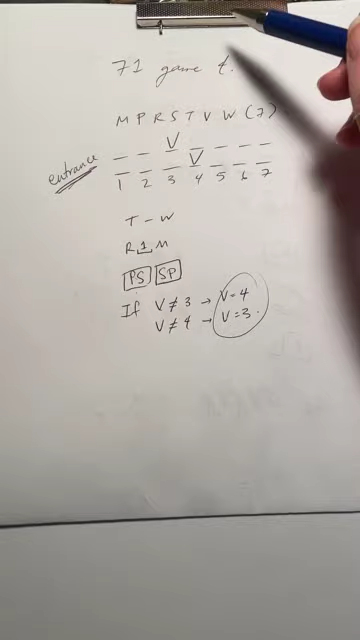 71 game t.
M P R S T V W (7)
V
entrance _ _ _ _ _ _ _
V
1 2 3 4 5 6 7
T - W
R 1 M
PS SP
If V ≠ 3 → V = 4
V ≠ 4 → V = 3.